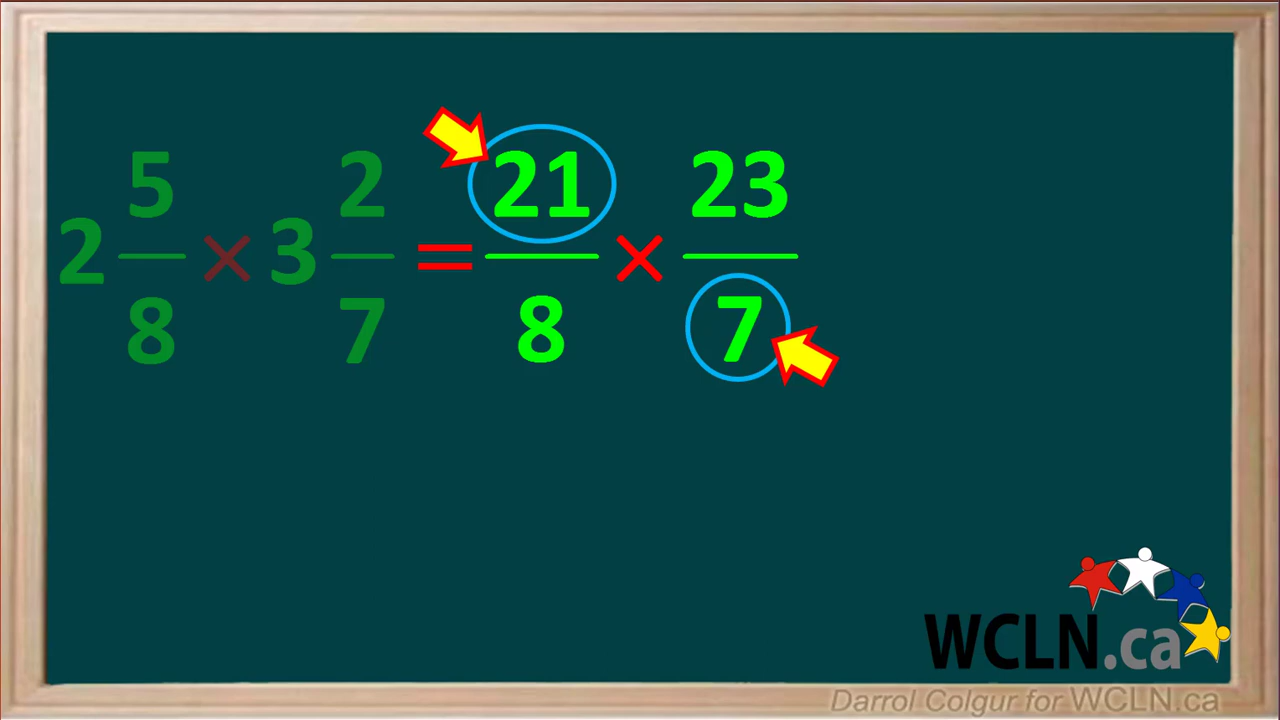 2 5/8 × 3 2/7 = 21/8 × 23/7
WCLN.ca
Darrol Colgur for WCLN.ca